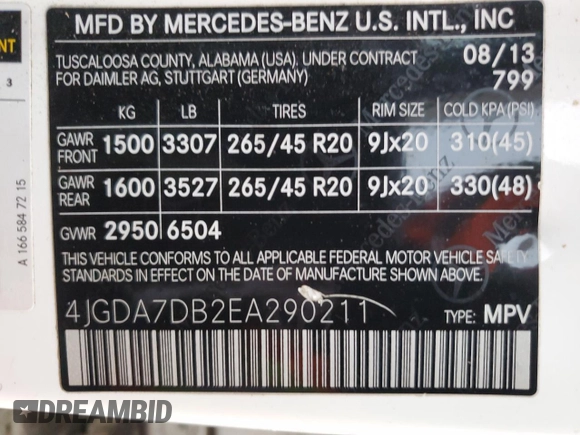 MFD BY MERCEDES-BENZ U.S. INTL., INC
TUSCALOOSA COUNTY, ALABAMA (USA). UNDER CONTRACT 08/13
FOR DAIMLER AG, STUTTGART (GERMANY) 799
KG LB TIRES RIM SIZE COLD KPA(PSI)
GAWR FRONT 1500 3307 265/45 R20 9Jx20 310(45)
GAWR REAR 1600 3527 265/45 R20 9Jx20 330(48)
GVWR 2950 6504
THIS VEHICLE CONFORMS TO ALL APPLICABLE FEDERAL MOTOR VEHICLE SAFETY
STANDARDS IN EFFECT ON THE DATE OF MANUFACTURE SHOWN ABOVE.
4JGDA7DB2EA290211 TYPE: MPV
A 166 584 72 15
3
DREAMBID